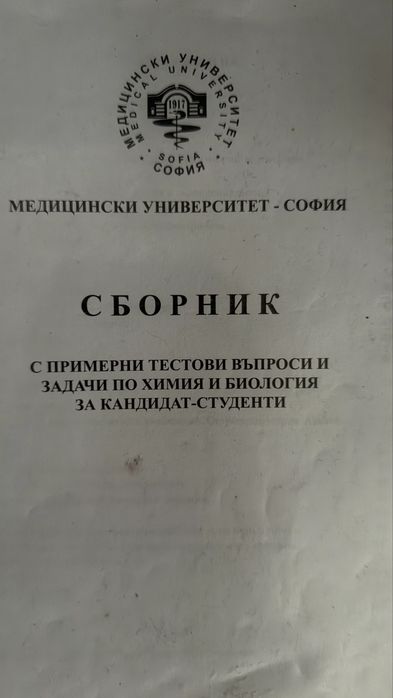 МЕДИЦИНСКИ УНИВЕРСИТЕТ
MEDICAL UNIVERSITY
1917
SOFIA
СОФИЯ
МЕДИЦИНСКИ УНИВЕРСИТЕТ - СОФИЯ
СБОРНИК
С ПРИМЕРНИ ТЕСТОВИ ВЪПРОСИ И
ЗАДАЧИ ПО ХИМИЯ И БИОЛОГИЯ
ЗА КАНДИДАТ-СТУДЕНТИ